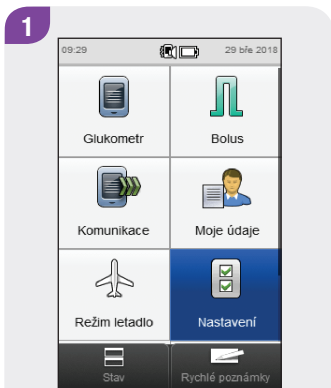 1
09:29 29 bře 2018
Glukometr Bolus
Komunikace Moje údaje
Režim letadlo Nastavení
Stav Rychlé poznámky